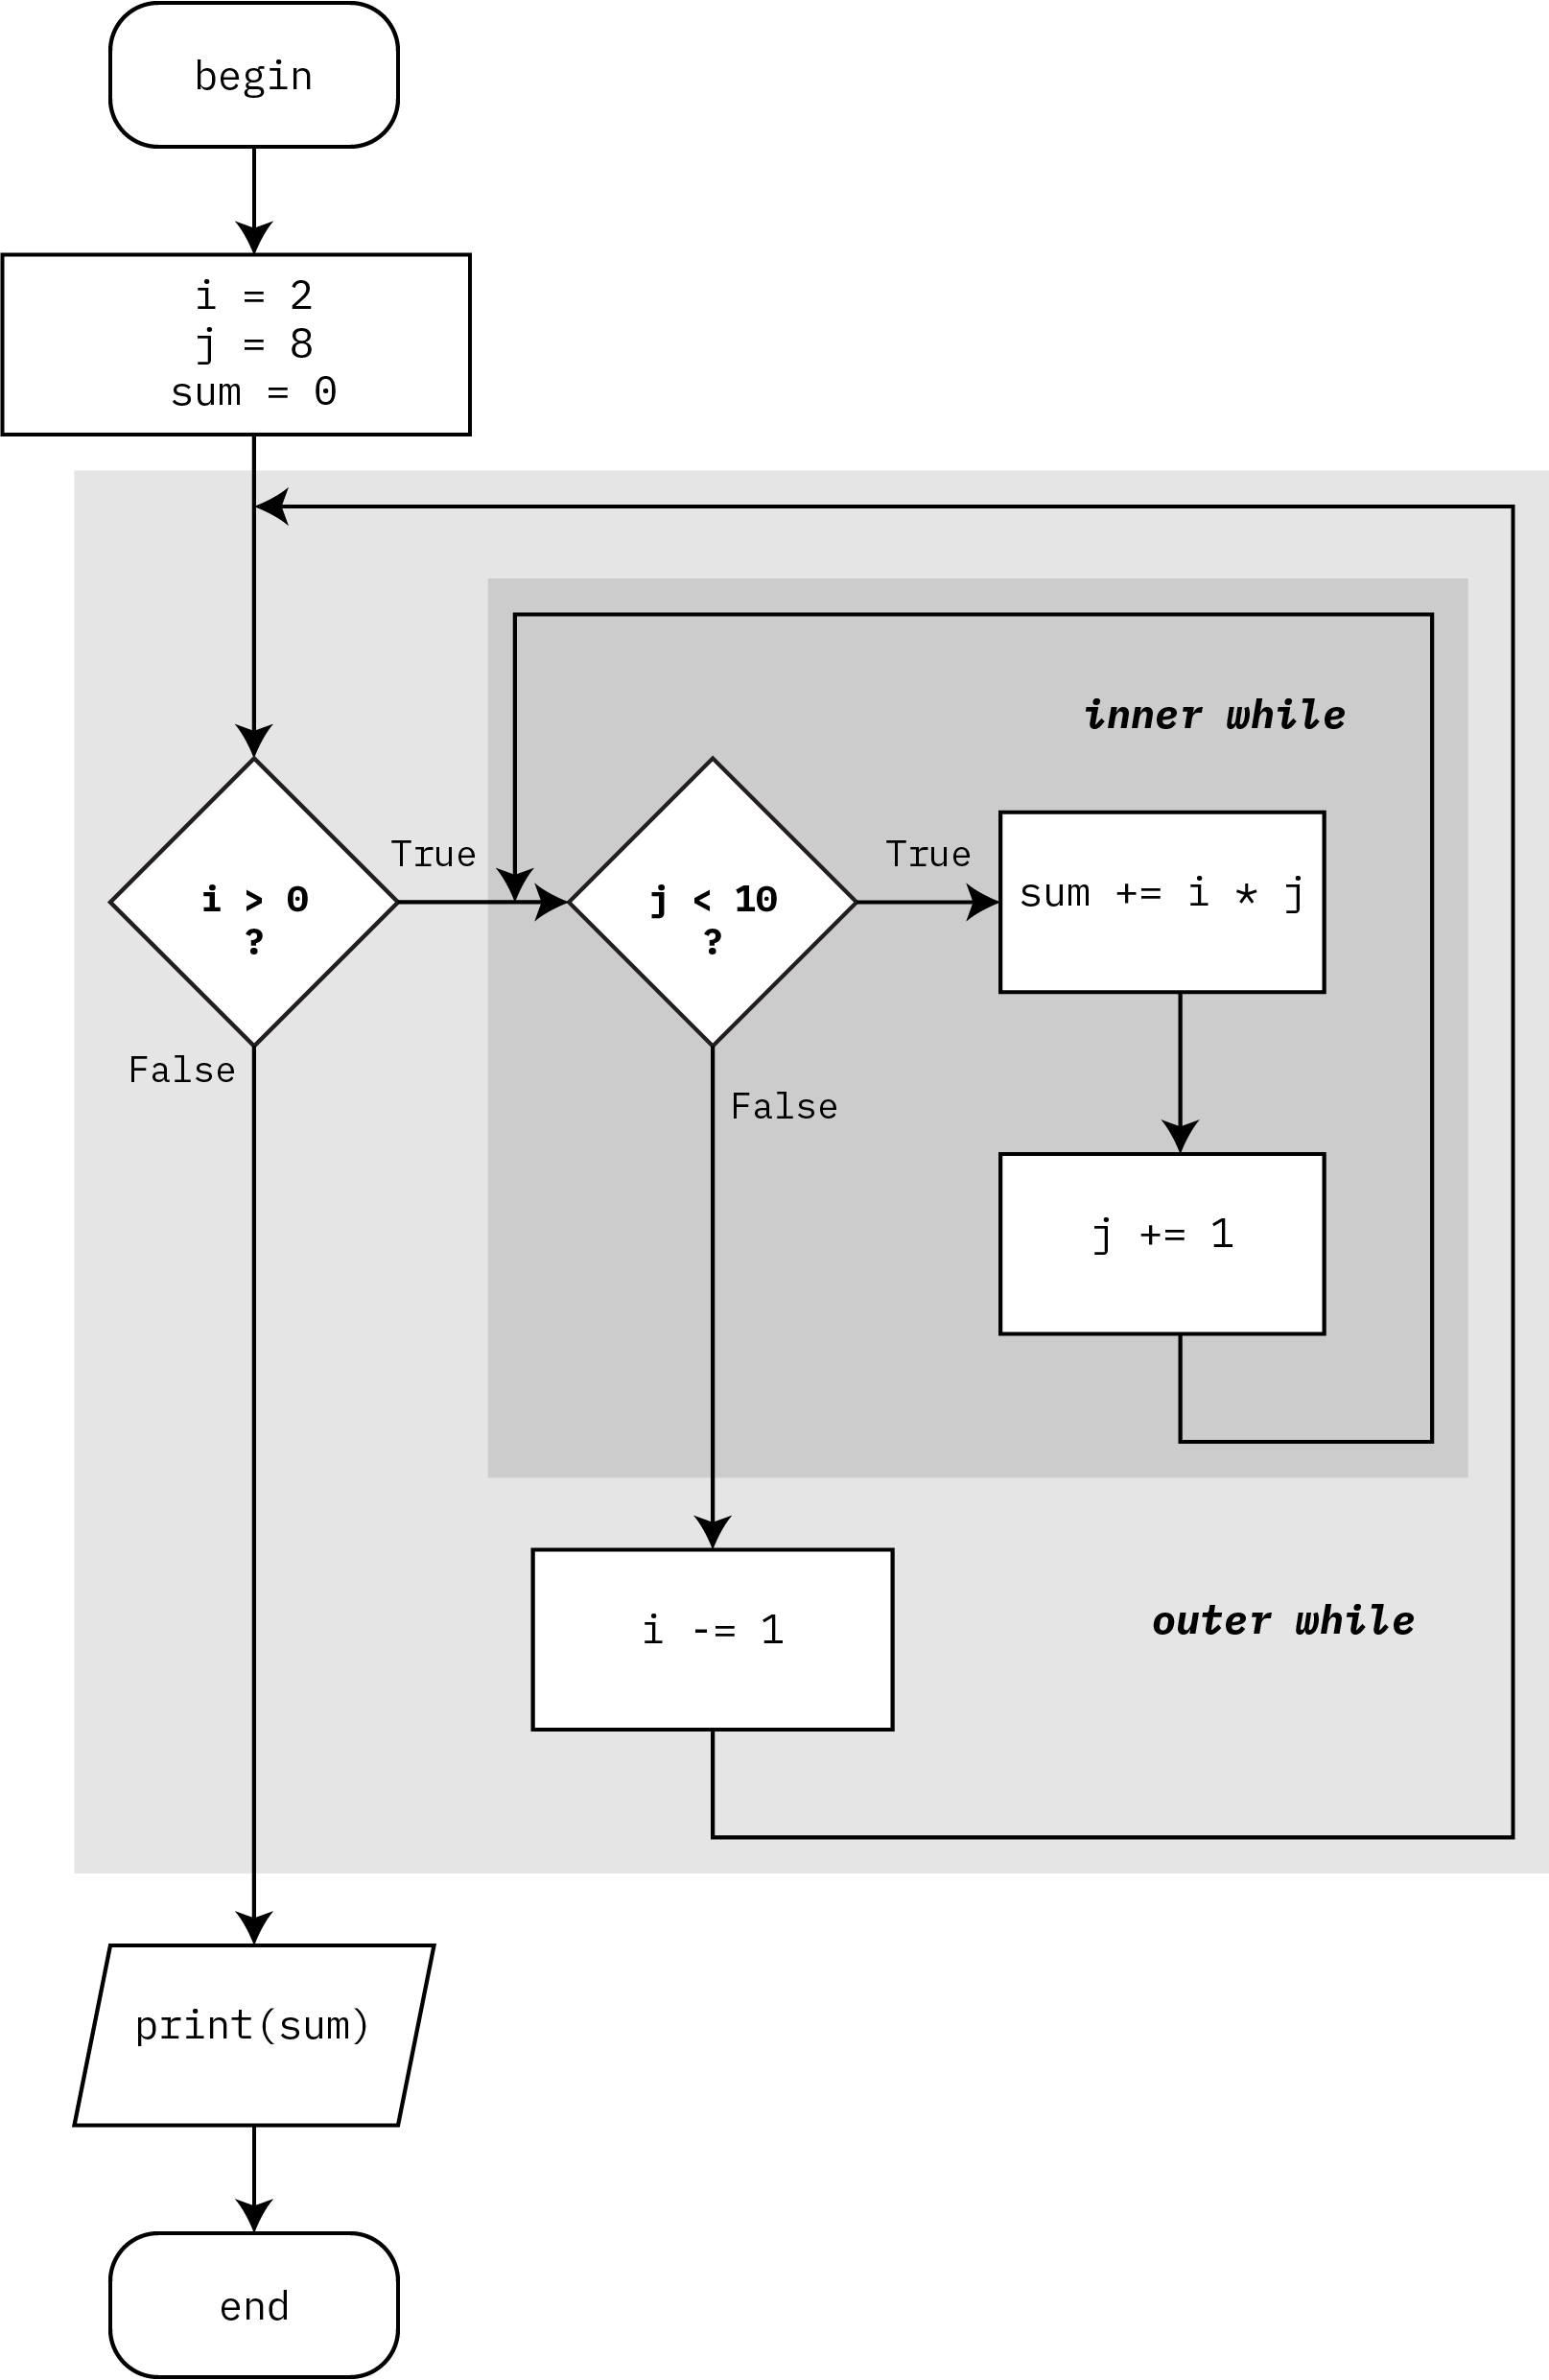 begin
i = 2
j = 8
sum = 0
inner while
True
i > 0
?
True
j < 10
?
sum += i * j
False
False
j += 1
i -= 1
outer while
print(sum)
end